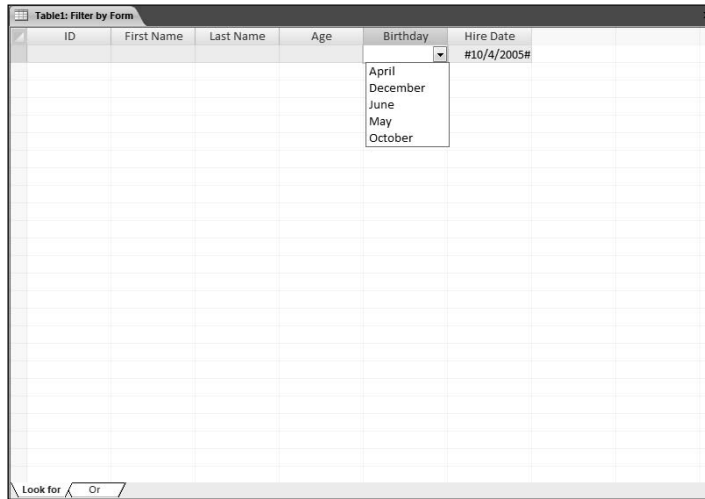 Table1: Filter by Form
ID First Name Last Name Age Birthday Hire Date
#10/4/2005#
April
December
June
May
October
Look for Or